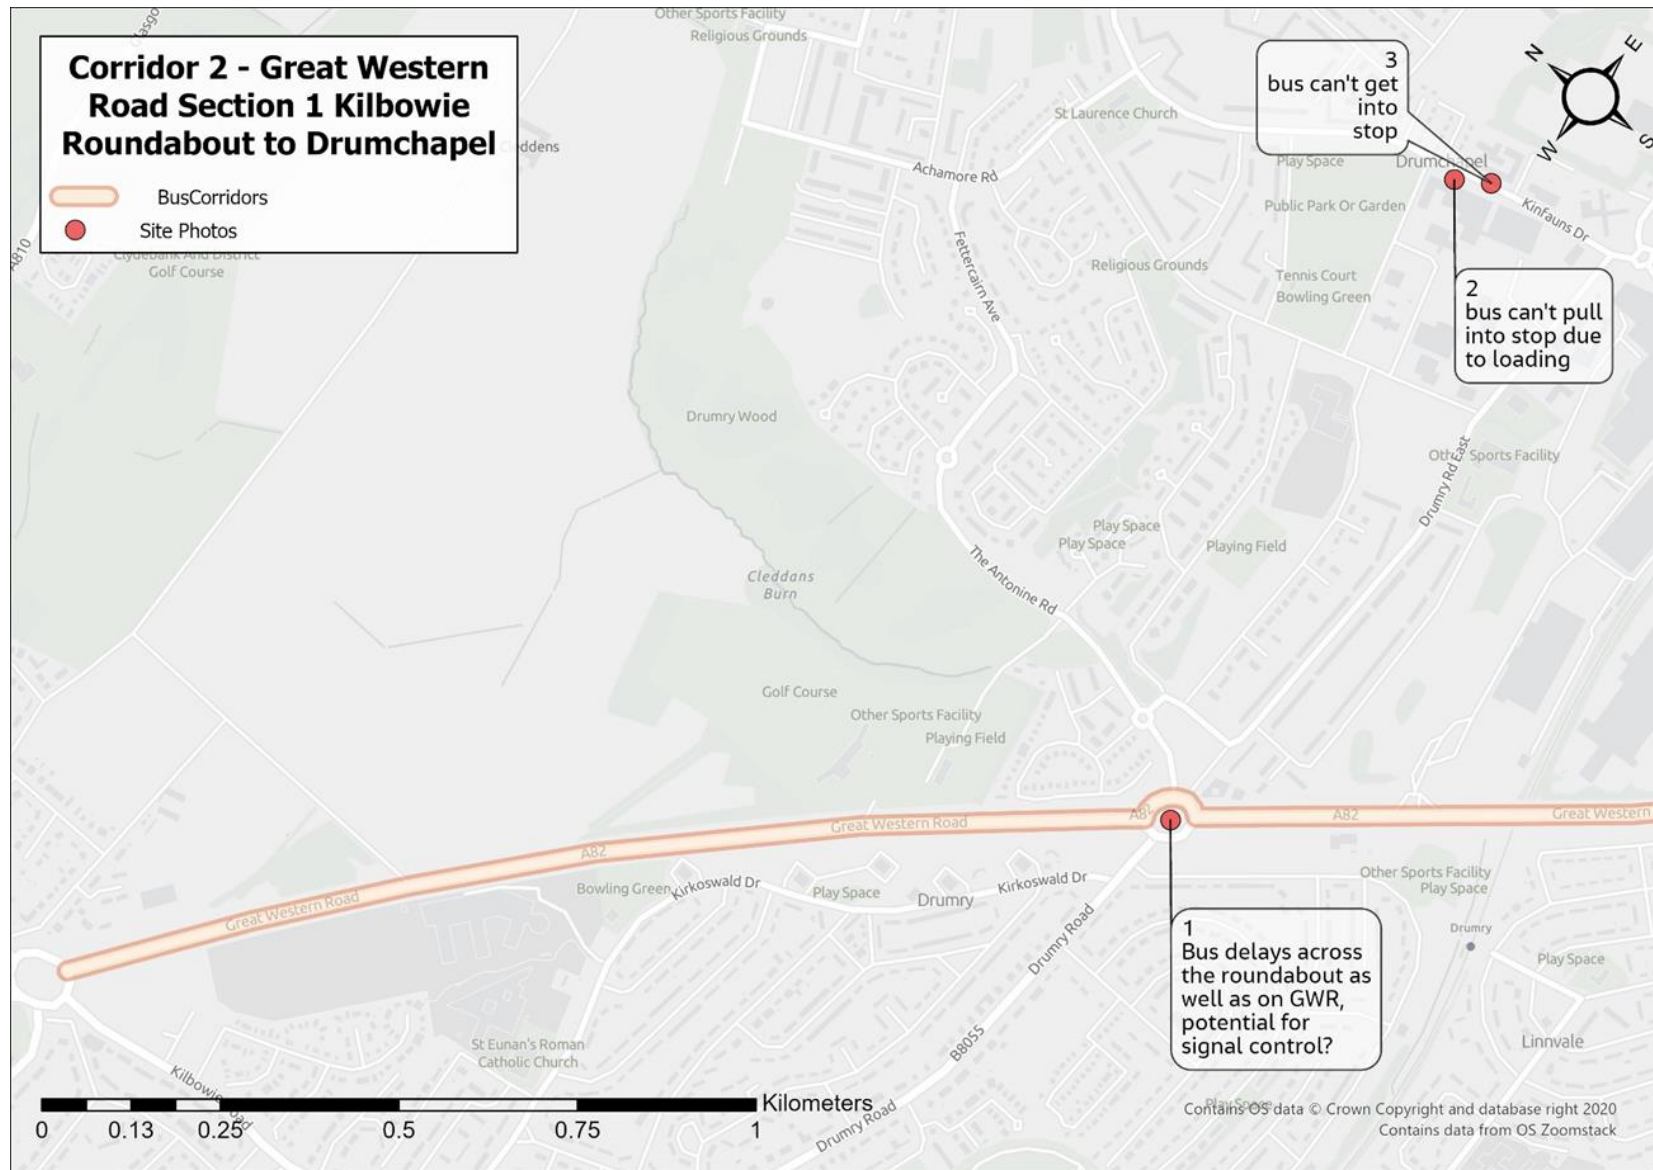 Corridor 2 - Great Western
Road Section 1 Kilbowie
Roundabout to Drumchapel
BusCorridors
Site Photos
Other Sports Facility
Religious Grounds
N
E
W
S
3
bus can't get
into
stop
St Laurence Church
Achamore Rd
Play Space
Drumchapel
Public Park Or Garden
Kinfauns Dr
A810
Golf Course
Fettercairn Ave
Religious Grounds
Tennis Court
Bowling Green
2
bus can't pull
into stop due
to loading
Drumry Wood
Other Sports Facility
Drumry Rd East
Play Space
Play Space
Playing Field
The Antonine Rd
Cleddans
Burn
Golf Course
Other Sports Facility
Playing Field
Great Western Road
A82
Great Western
A82
Great Western Road
Bowling Green
Kirkoswald Dr
Play Space
Drumry
Kirkoswald Dr
Other Sports Facility
Play Space
Drumry Road
Drumry
Play Space
1
Bus delays across
the roundabout as
well as on GWR,
potential for
signal control?
B8055
Linnvale
St Eunan's Roman
Catholic Church
Kilbowie Road
Drumry Road
Play Space
Kilometers
0 0.13 0.25 0.5 0.75 1
Contains OS data © Crown Copyright and database right 2020
Contains data from OS Zoomstack